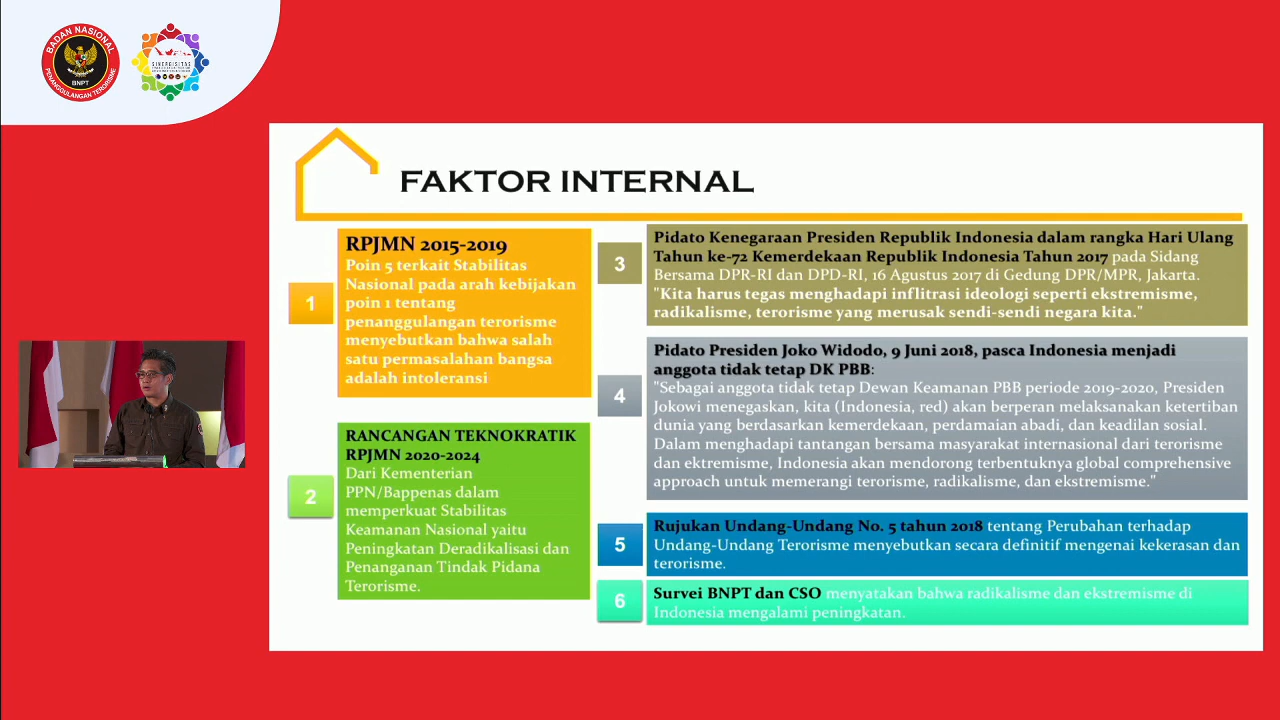 BADAN NASIONAL
BNPT
PENANGGULANGAN TERORISME
SINERGISITAS
FAKTOR INTERNAL
1
RPJMN 2015-2019
Poin 5 terkait Stabilitas
Nasional pada arah kebijakan
poin 1 tentang
penanggulangan terorisme
menyebutkan bahwa salah
satu permasalahan bangsa
adalah intoleransi
2
RANCANGAN TEKNOKRATIK
RPJMN 2020-2024
Dari Kementerian
PPN/Bappenas dalam
memperkuat Stabilitas
Keamanan Nasional yaitu
Peningkatan Deradikalisasi dan
Penanganan Tindak Pidana
Terorisme.
3
Pidato Kenegaraan Presiden Republik Indonesia dalam rangka Hari Ulang
Tahun ke-72 Kemerdekaan Republik Indonesia Tahun 2017 pada Sidang
Bersama DPR-RI dan DPD-RI, 16 Agustus 2017 di Gedung DPR/MPR, Jakarta.
"Kita harus tegas menghadapi inflitrasi ideologi seperti ekstremisme,
radikalisme, terorisme yang merusak sendi-sendi negara kita."
4
Pidato Presiden Joko Widodo, 9 Juni 2018, pasca Indonesia menjadi
anggota tidak tetap DK PBB:
"Sebagai anggota tidak tetap Dewan Keamanan PBB periode 2019-2020, Presiden
Jokowi menegaskan, kita (Indonesia, red) akan berperan melaksanakan ketertiban
dunia yang berdasarkan kemerdekaan, perdamaian abadi, dan keadilan sosial.
Dalam menghadapi tantangan bersama masyarakat internasional dari terorisme
dan ektremisme, Indonesia akan mendorong terbentuknya global comprehensive
approach untuk memerangi terorisme, radikalisme, dan ekstremisme."
5
Rujukan Undang-Undang No. 5 tahun 2018 tentang Perubahan terhadap
Undang-Undang Terorisme menyebutkan secara definitif mengenai kekerasan dan
terorisme.
6
Survei BNPT dan CSO menyatakan bahwa radikalisme dan ekstremisme di
Indonesia mengalami peningkatan.